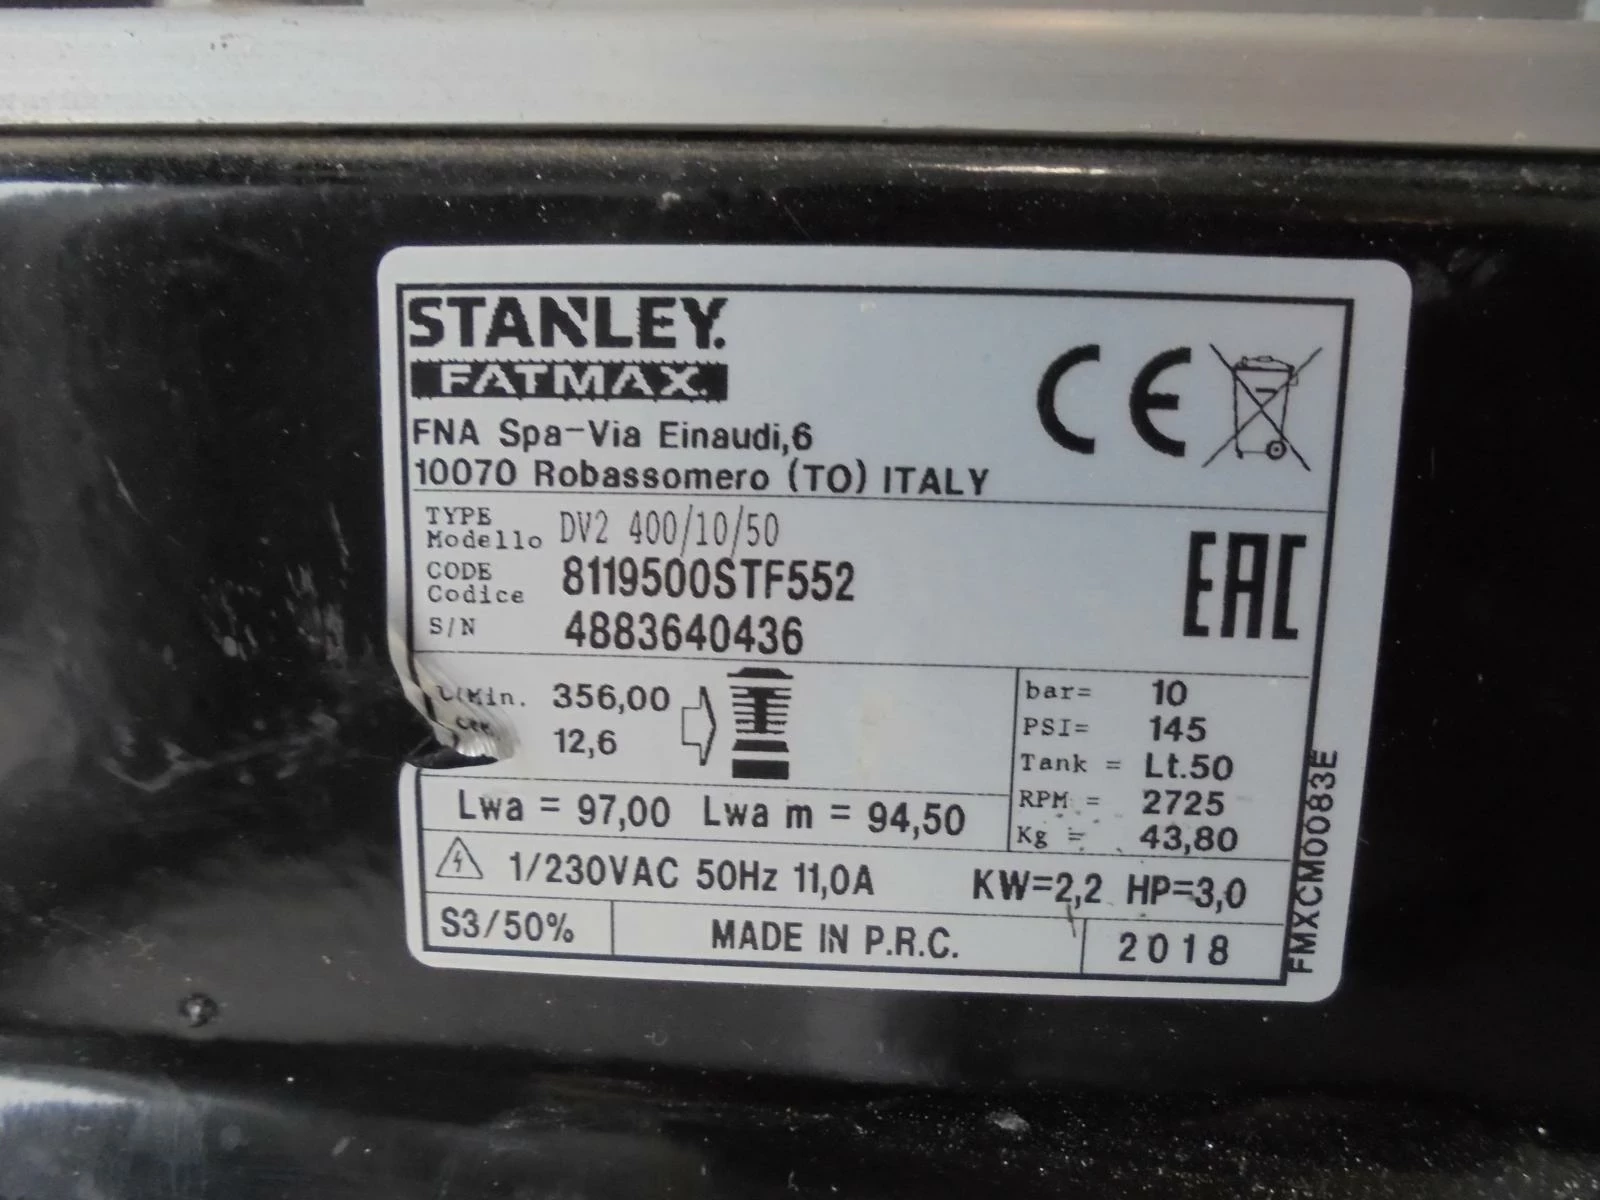 STANLEY.
FATMAX.
FNA Spa-Via Einaudi,6
10070 Robassomero (TO) ITALY
CE
TYPE
Modello DV2 400/10/50
CODE
Codice 8119500STF552
S/N 4883640436
EAC
L/Min. 356,00
12,6
bar= 10
PSI= 145
Tank = Lt.50
RPM = 2725
Kg = 43,80
Lwa = 97,00 Lwa m = 94,50
1/230VAC 50Hz 11,0A KW=2,2 HP=3,0
S3/50% MADE IN P.R.C. 2018
FMXCM0083E